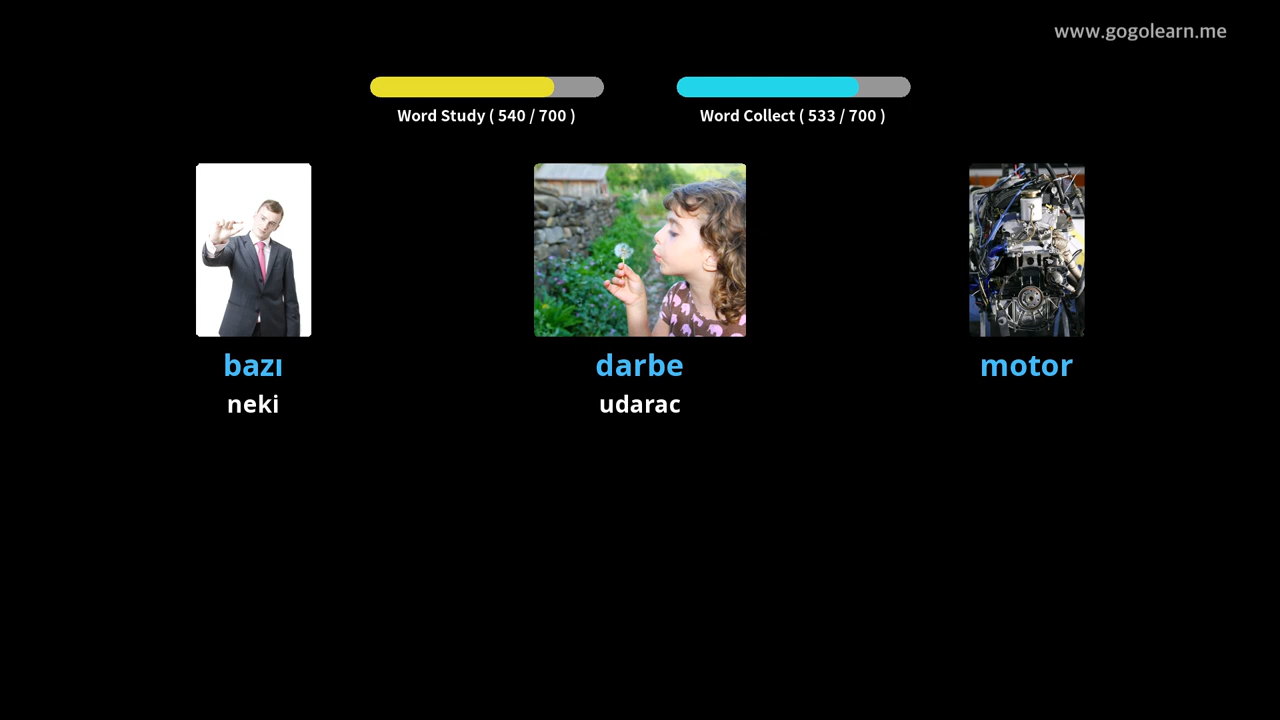 www.gogolearn.me
Word Study ( 540 / 700 )
Word Collect ( 533 / 700 )
bazı
darbe
motor
neki
udarac